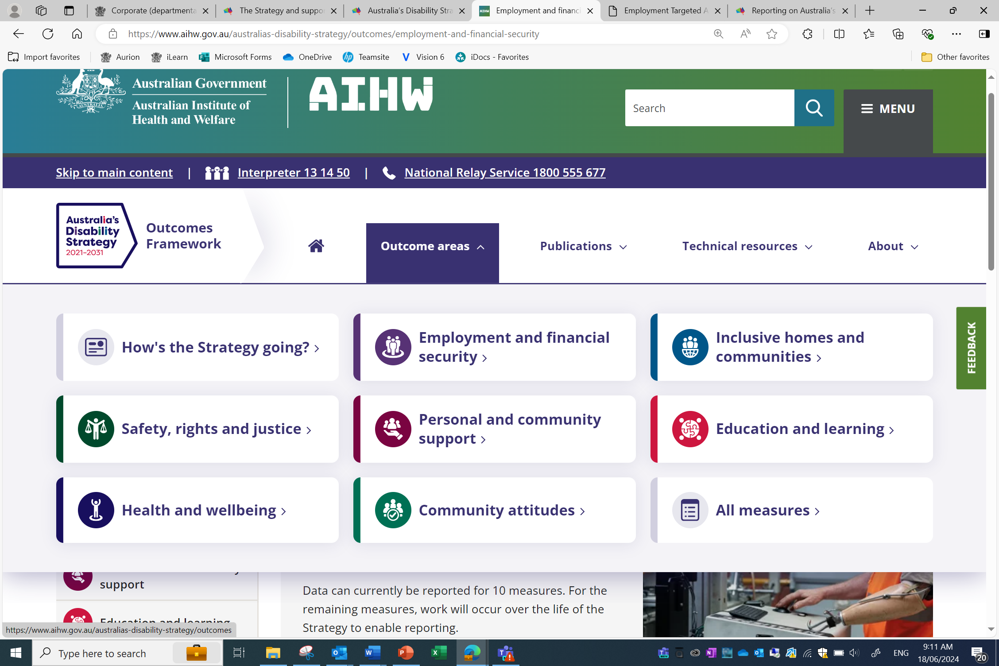 Corporate (departmenta
The Strategy and suppo
Australia's Disability Stra
Employment and financi
Employment Targeted A
Reporting on Australia's
https://www.aihw.gov.au/australias-disability-strategy/outcomes/employment-and-financial-security
Import favorites
Aurion
iLearn
Microsoft Forms
OneDrive
Teamsite
Vision 6
iDocs - Favorites
Other favorites
Australian Government
Australian Institute of
Health and Welfare
AIHW
Search
MENU
Skip to main content | Interpreter 13 14 50 | National Relay Service 1800 555 677
Australia's
Disability
Strategy
2021-2031
Outcomes
Framework
Outcome areas
Publications
Technical resources
About
How's the Strategy going?
Employment and financial
security
Inclusive homes and
communities
FEEDBACK
Safety, rights and justice
Personal and community
support
Education and learning
Health and wellbeing
Community attitudes
All measures
support
Education and learning
Data can currently be reported for 10 measures. For the
remaining measures, work will occur over the life of the
Strategy to enable reporting.
https://www.aihw.gov.au/australias-disability-strategy/outcomes
Type here to search
ENG
9:11 AM
18/06/2024
20